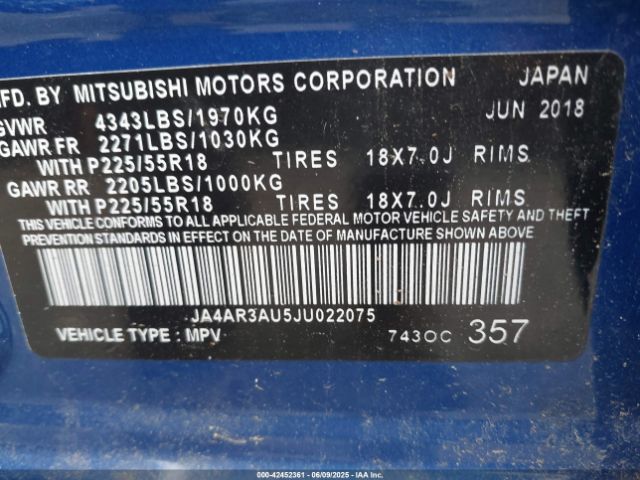 MFD. BY MITSUBISHI MOTORS CORPORATION JAPAN
GVWR 4343LBS/1970KG JUN 2018
GAWR FR 2271LBS/1030KG
WITH P225/55R18 TIRES 18X7.0J RIMS
GAWR RR 2205LBS/1000KG
WITH P225/55R18 TIRES 18X7.0J RIMS
THIS VEHICLE CONFORMS TO ALL APPLICABLE FEDERAL MOTOR VEHICLE SAFETY AND THEFT
PREVENTION STANDARDS IN EFFECT ON THE DATE OF MANUFACTURE SHOWN ABOVE
JA4AR3AU5JU022075
VEHICLE TYPE : MPV 743OC 357
000-42452361 - 06/09/2025 - IAAI.COM